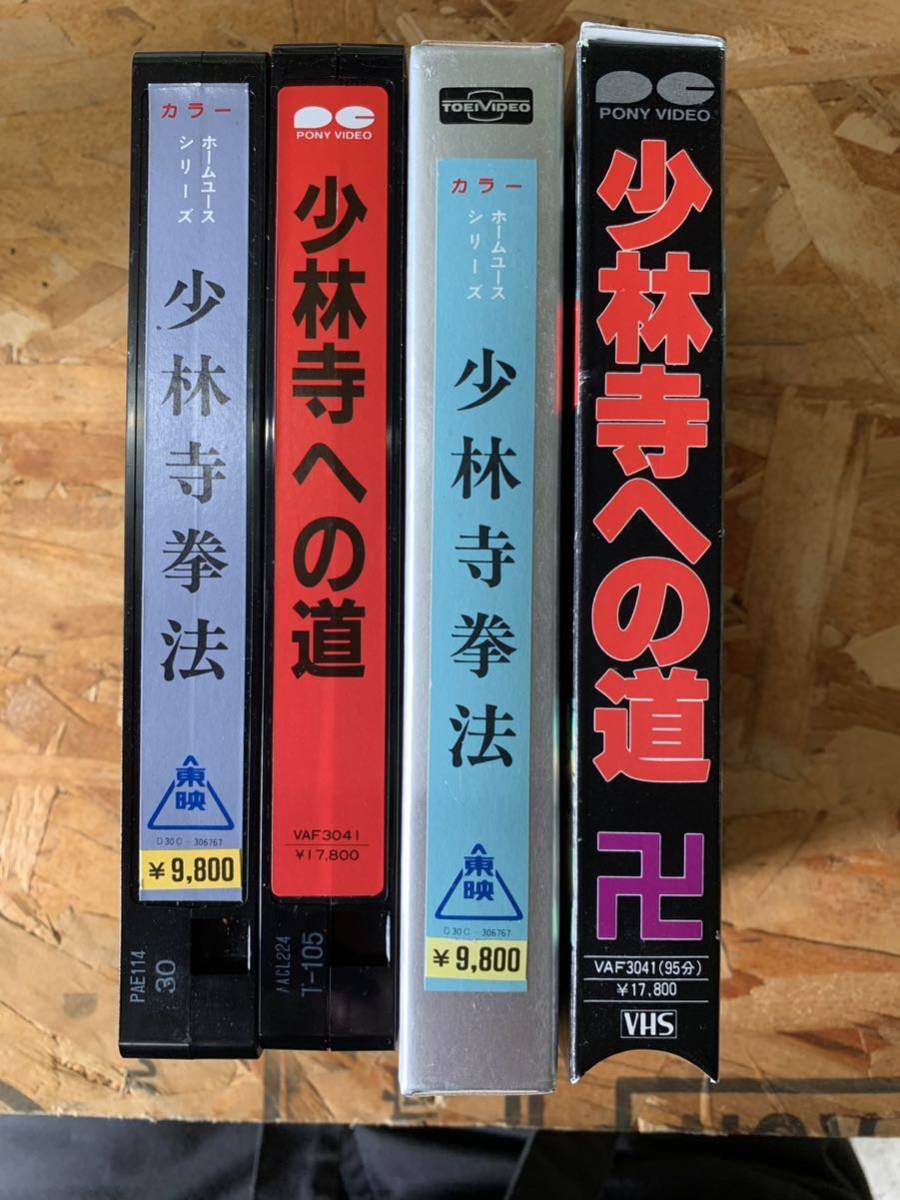 カラー
ホームユース
シリーズ
少林寺拳法
東映
D30C-306767
¥9,800
PAE114
30
PONY VIDEO
少林寺への道
VAF3041
¥17,800
T-105
TOEI VIDEO
カラー
ホームユース
シリーズ
少林寺拳法
東映
D30C-306767
¥9,800
PONY VIDEO
少林寺への道
卍
VAF3041(95分)
¥17,800
VHS